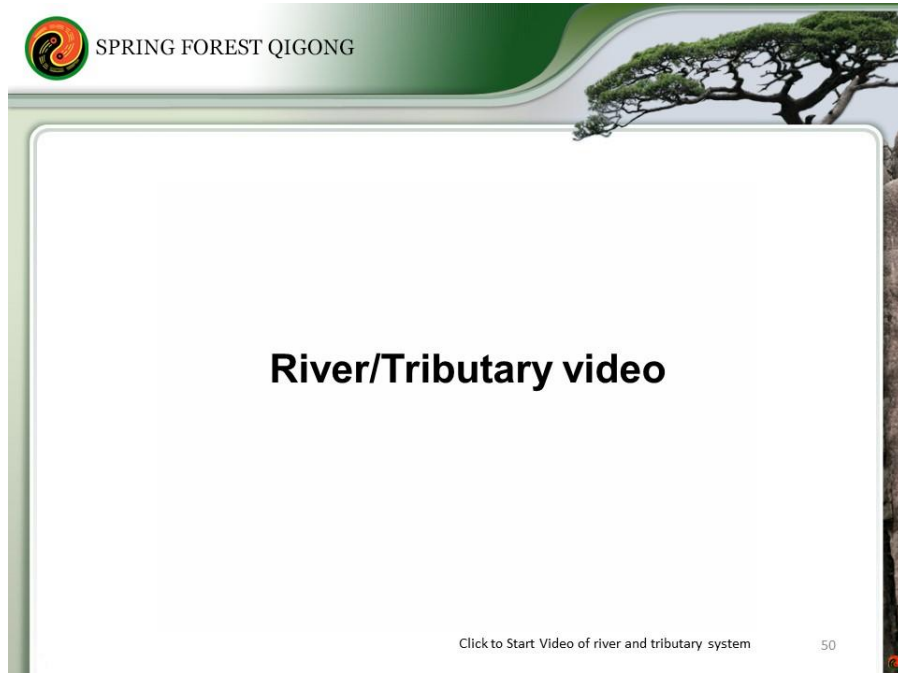 SPRING FOREST QIGONG
River/Tributary video
Click to Start Video of river and tributary system
50